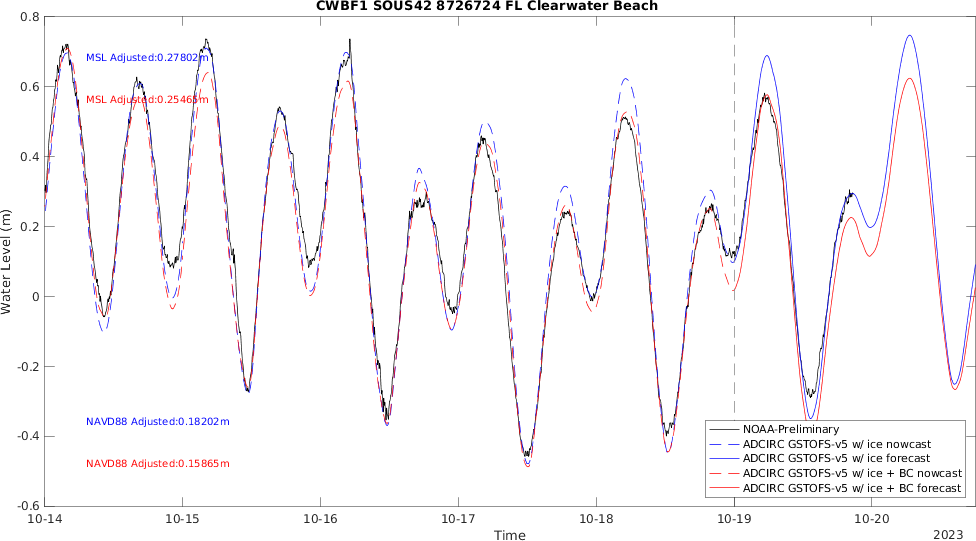 CWBF1 SOUS42 8726724 FL Clearwater Beach
0.8
0.6
0.4
0.2
0
-0.2
-0.4
-0.6
Water Level (m)
MSL Adjusted:0.27802m
MSL Adjusted:0.25465m
NAVD88 Adjusted:0.18202m
NAVD88 Adjusted:0.15865m
NOAA-Preliminary
ADCIRC GSTOFS-v5 w/ ice nowcast
ADCIRC GSTOFS-v5 w/ ice forecast
ADCIRC GSTOFS-v5 w/ ice + BC nowcast
ADCIRC GSTOFS-v5 w/ ice + BC forecast
10-14 10-15 10-16 10-17 10-18 10-19 10-20
Time
2023